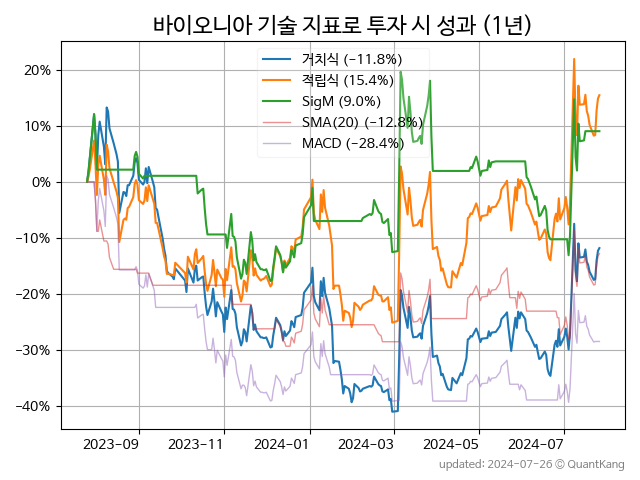 바이오니아 기술 지표로 투자 시 성과 (1년)
거치식 (−11.8%)
적립식 (15.4%)
SigM (9.0%)
SMA(20) (−12.8%)
MACD (−28.4%)
20%
10%
0%
−10%
−20%
−30%
−40%
2023-09 2023-11 2024-01 2024-03 2024-05 2024-07
updated: 2024-07-26 © QuantKang